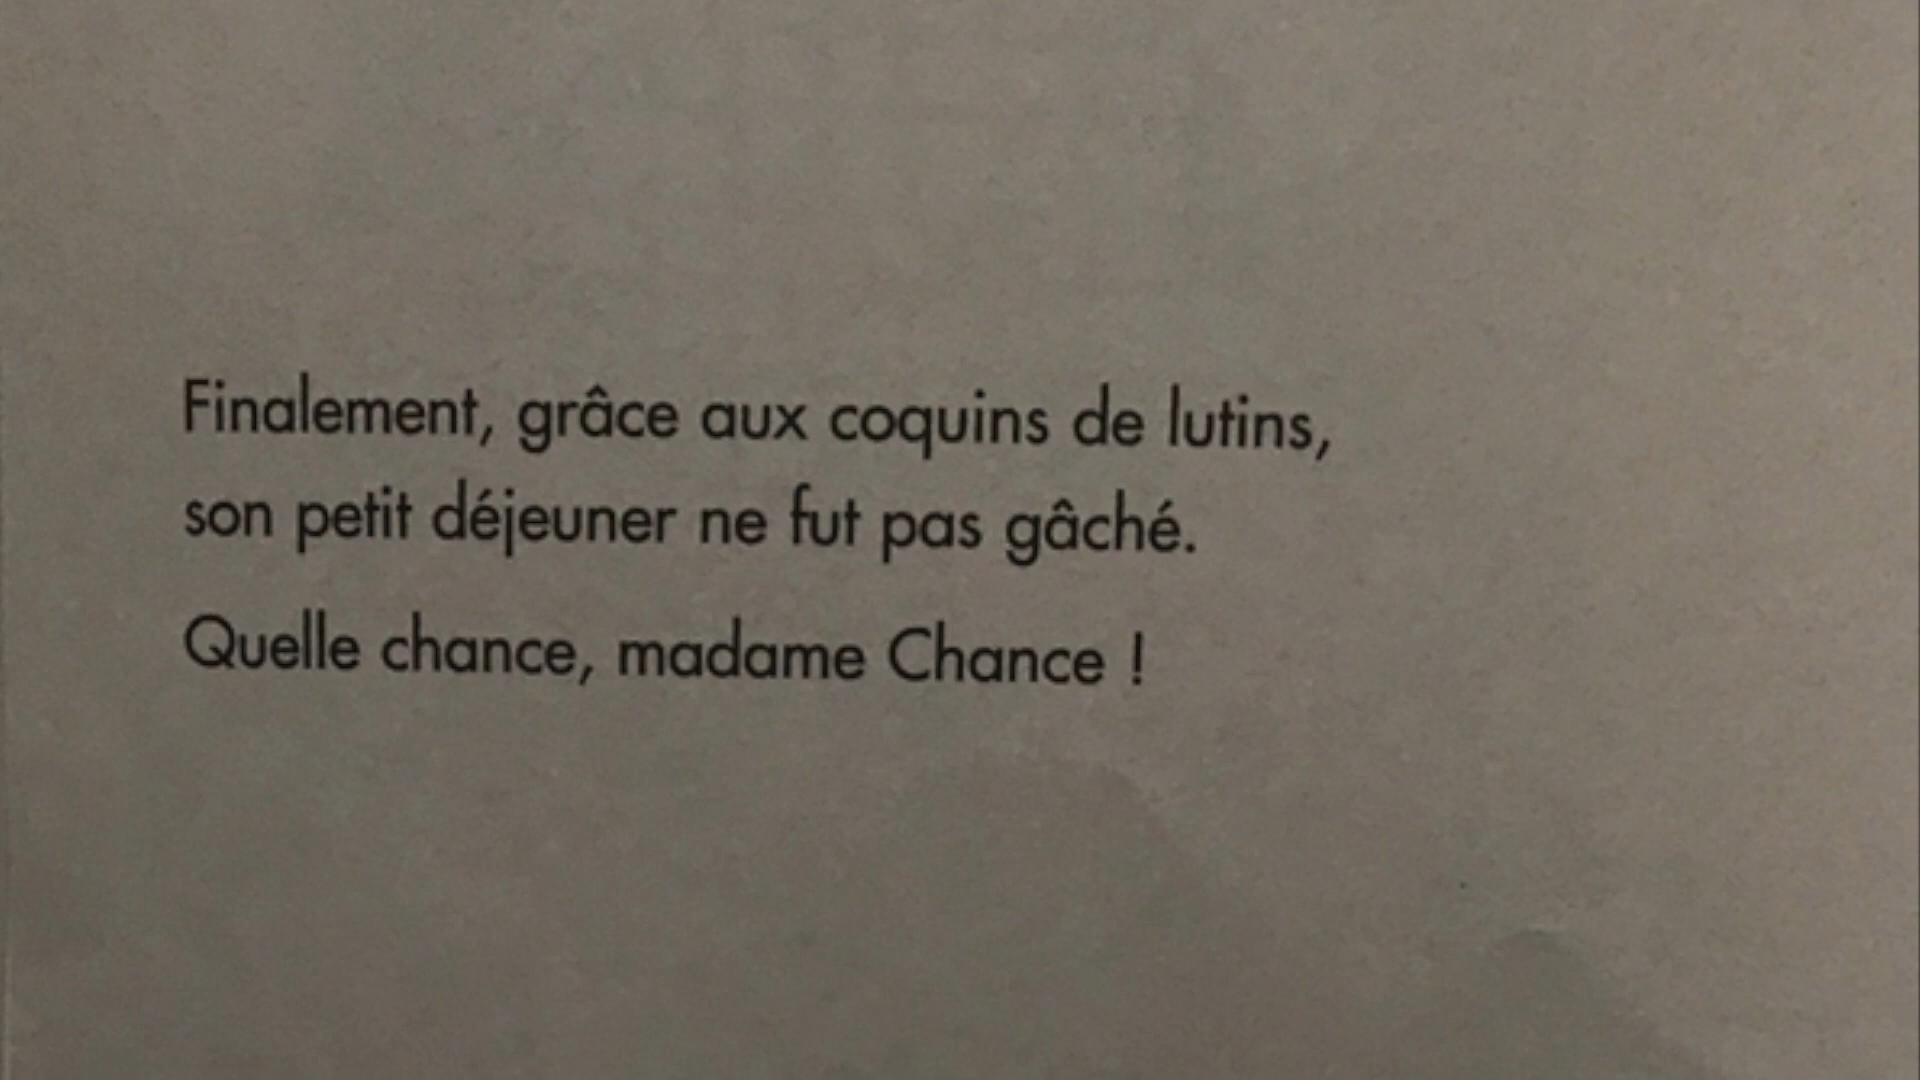 Finalement, grâce aux coquins de lutins,
son petit déjeuner ne fut pas gâché.
Quelle chance, madame Chance !